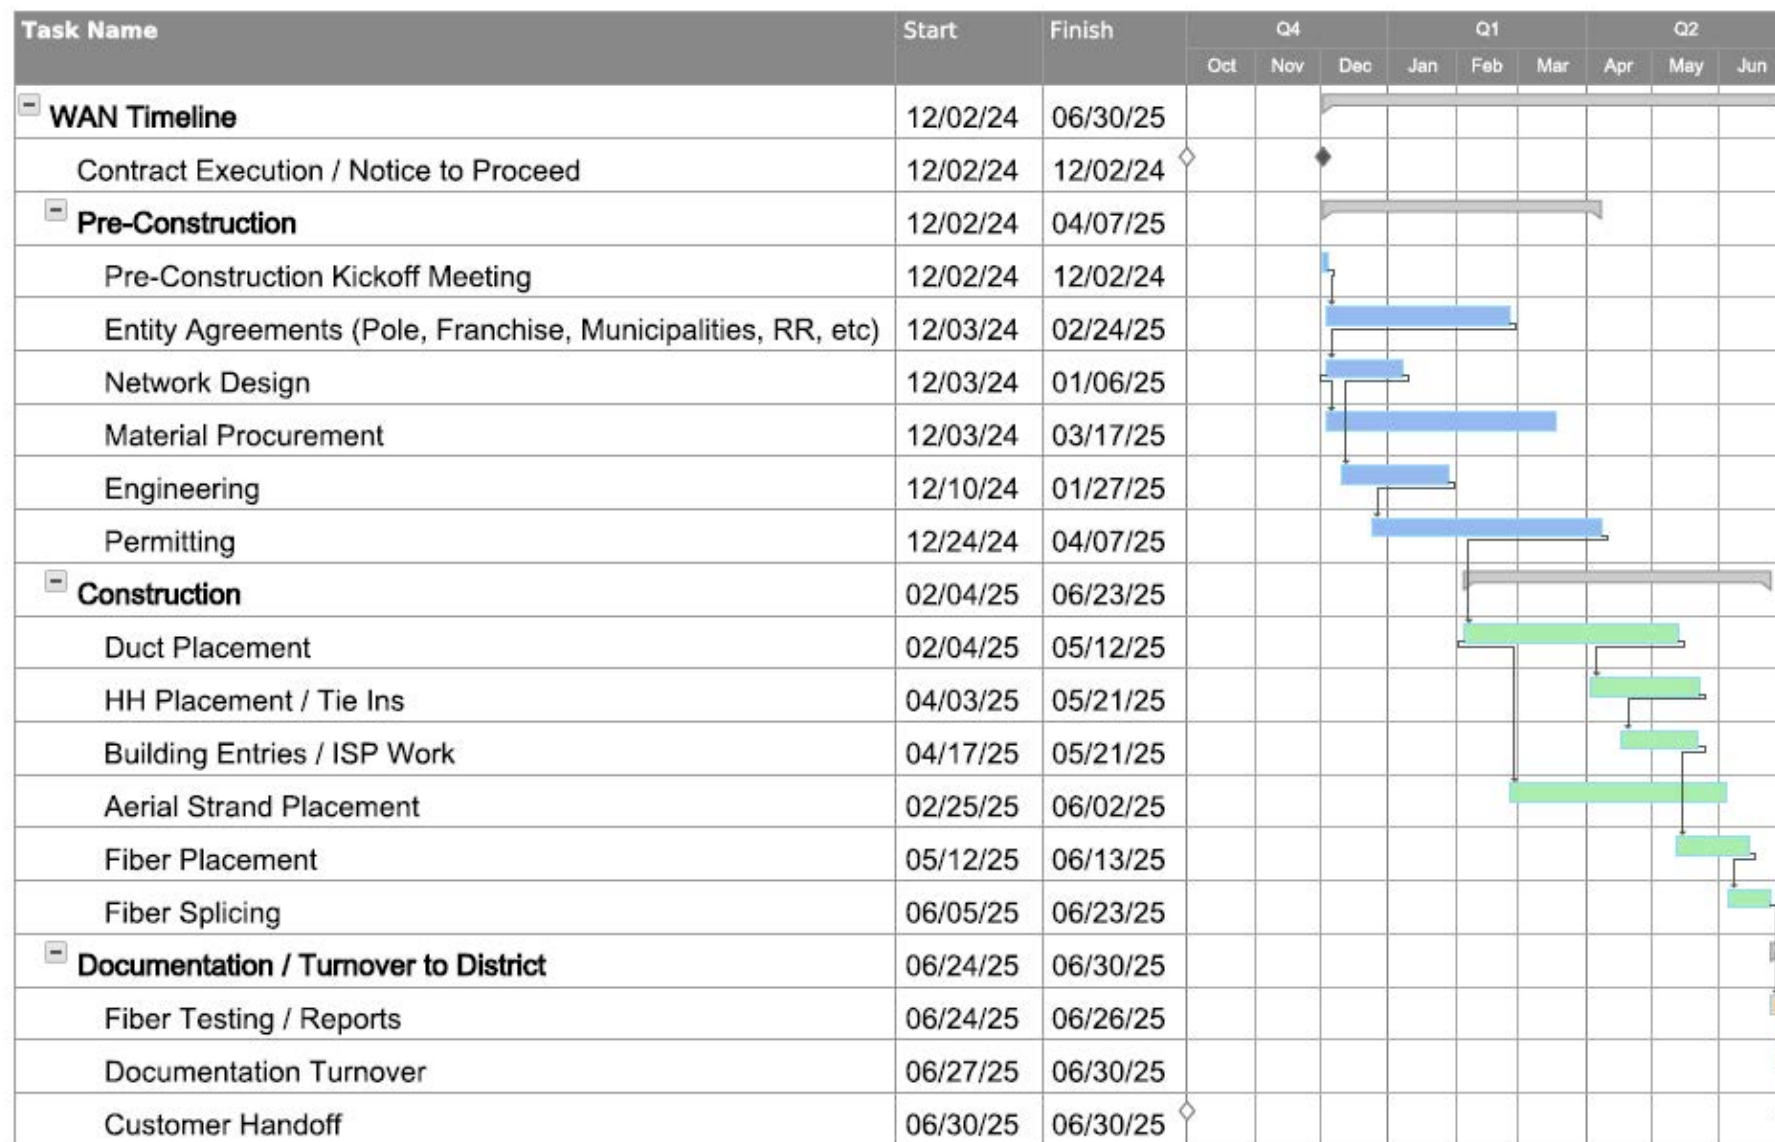 Task Name Start Finish Q4 Q1 Q2
Oct Nov Dec Jan Feb Mar Apr May Jun
WAN Timeline 12/02/24 06/30/25
Contract Execution / Notice to Proceed 12/02/24 12/02/24
Pre-Construction 12/02/24 04/07/25
Pre-Construction Kickoff Meeting 12/02/24 12/02/24
Entity Agreements (Pole, Franchise, Municipalities, RR, etc) 12/03/24 02/24/25
Network Design 12/03/24 01/06/25
Material Procurement 12/03/24 03/17/25
Engineering 12/10/24 01/27/25
Permitting 12/24/24 04/07/25
Construction 02/04/25 06/23/25
Duct Placement 02/04/25 05/12/25
HH Placement / Tie Ins 04/03/25 05/21/25
Building Entries / ISP Work 04/17/25 05/21/25
Aerial Strand Placement 02/25/25 06/02/25
Fiber Placement 05/12/25 06/13/25
Fiber Splicing 06/05/25 06/23/25
Documentation / Turnover to District 06/24/25 06/30/25
Fiber Testing / Reports 06/24/25 06/26/25
Documentation Turnover 06/27/25 06/30/25
Customer Handoff 06/30/25 06/30/25